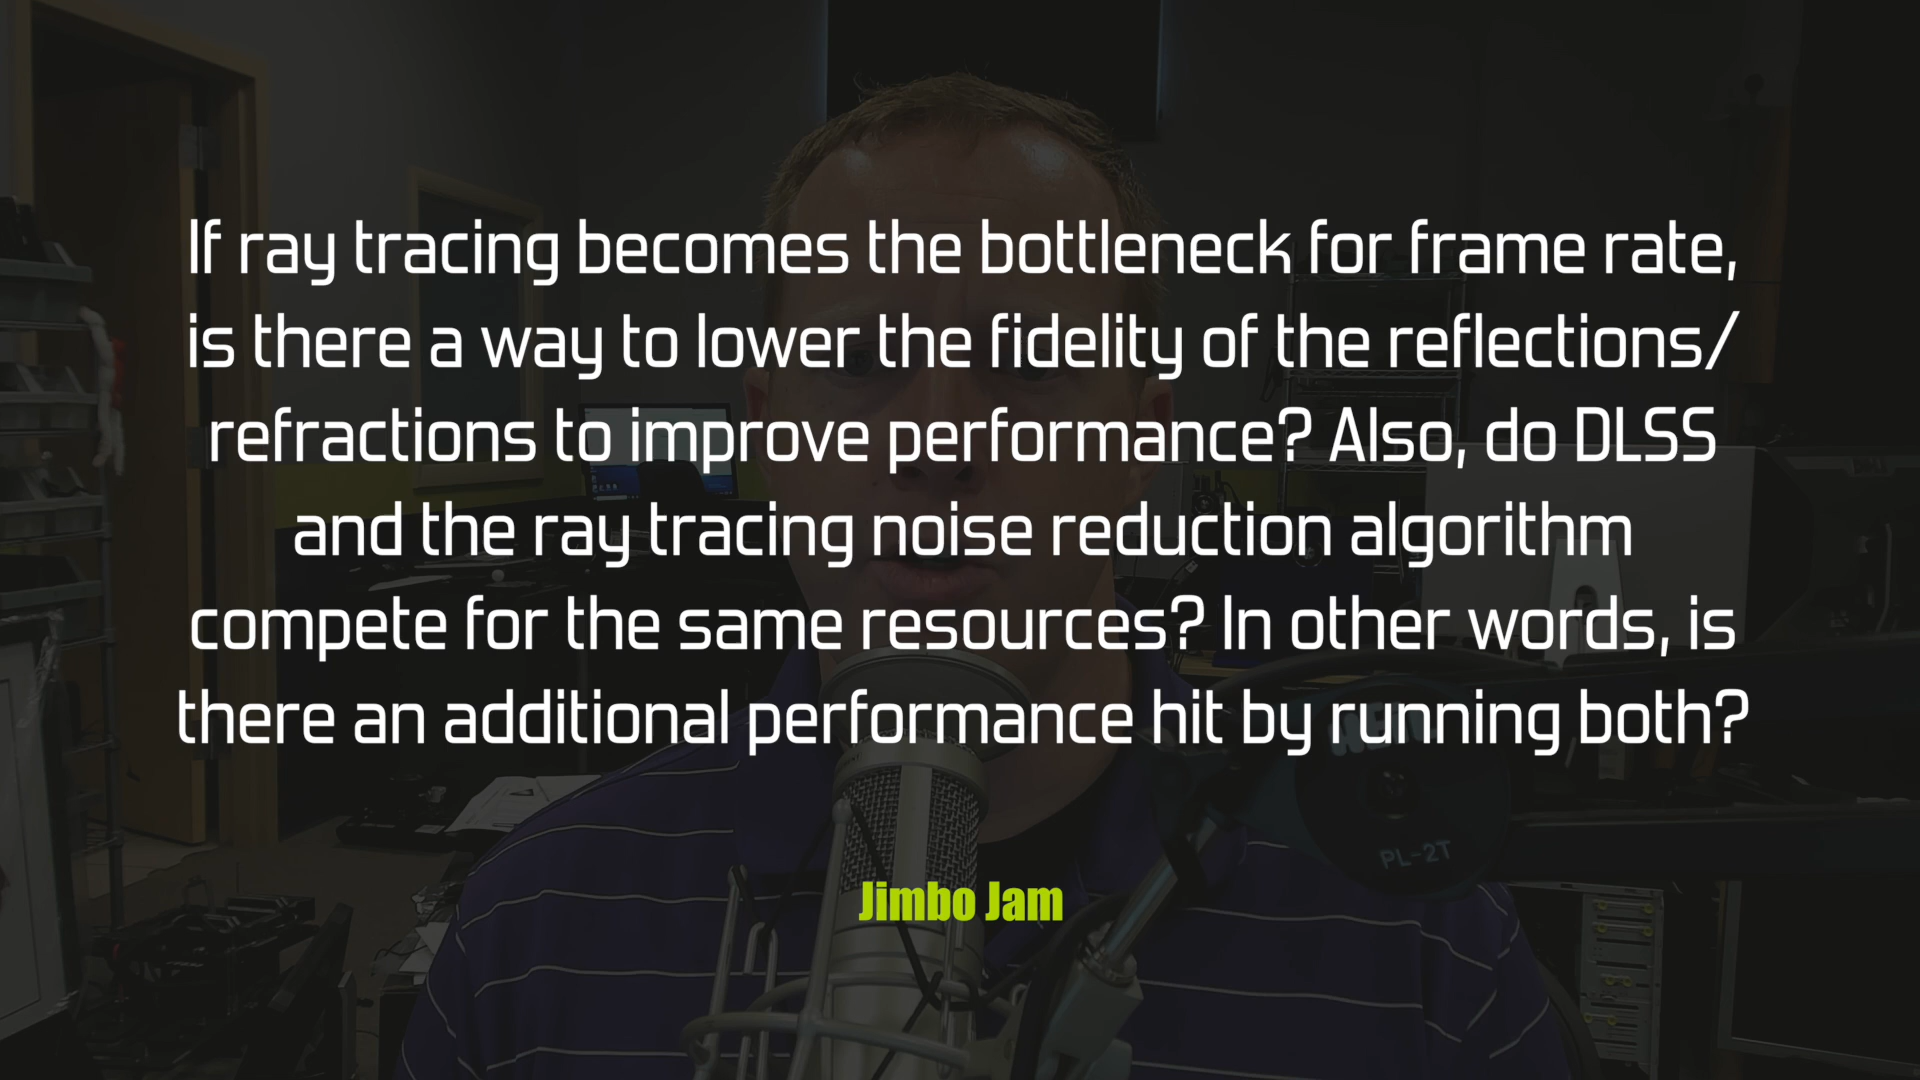 If ray tracing becomes the bottleneck for frame rate,
is there a way to lower the fidelity of the reflections/
refractions to improve performance? Also, do DLSS
and the ray tracing noise reduction algorithm
compete for the same resources? In other words, is
there an additional performance hit by running both?
Jimbo Jam
PL-2T